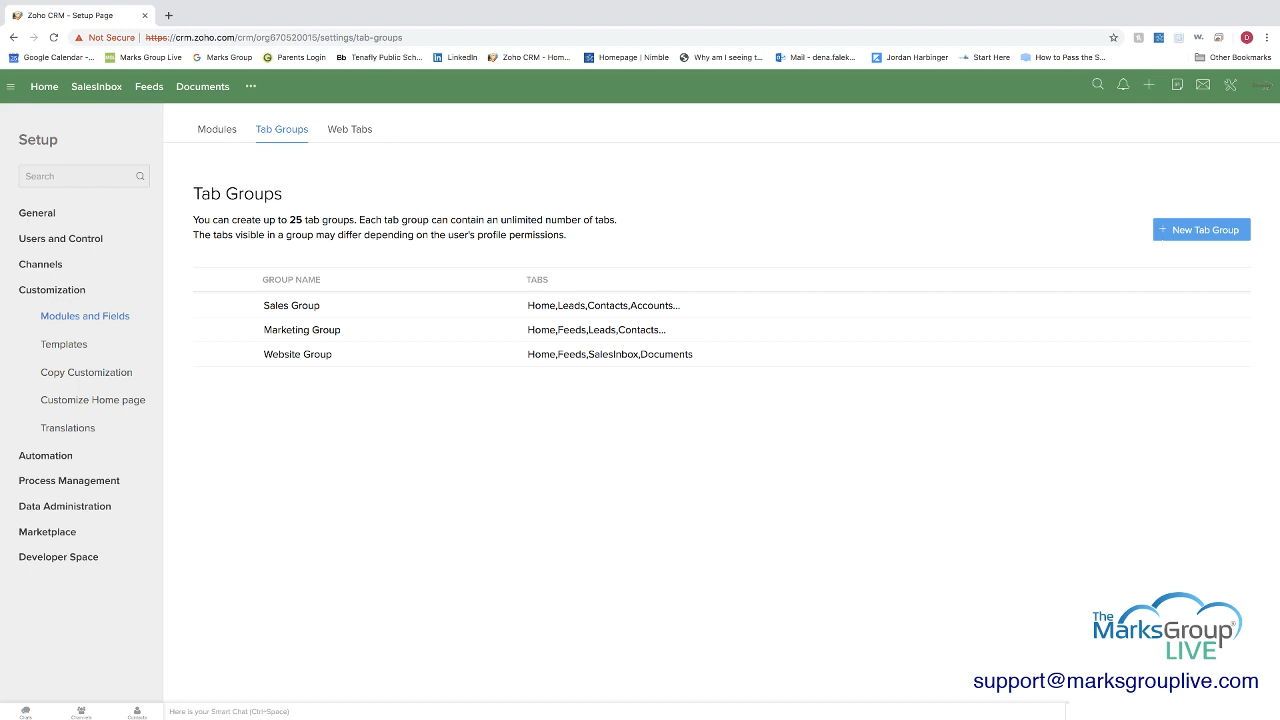 Zoho CRM - Setup Page
Not Secure
https://crm.zoho.com/crm/org670520015/settings/tab-groups
Google Calendar -...
Marks Group Live
Marks Group
Parents Login
Tenafly Public Sch...
LinkedIn
Zoho CRM - Hom...
Homepage | Nimble
Why am I seeing t...
Mail - dena.falek...
Jordan Harbinger
Start Here
How to Pass the S...
Other Bookmarks
Home
SalesInbox
Feeds
Documents
Setup
Search
General
Users and Control
Channels
Customization
Modules and Fields
Templates
Copy Customization
Customize Home page
Translations
Automation
Process Management
Data Administration
Marketplace
Developer Space
Modules
Tab Groups
Web Tabs
Tab Groups
You can create up to 25 tab groups. Each tab group can contain an unlimited number of tabs.
The tabs visible in a group may differ depending on the user's profile permissions.
+ New Tab Group
GROUP NAME TABS
Sales Group Home,Leads,Contacts,Accounts...
Marketing Group Home,Feeds,Leads,Contacts...
Website Group Home,Feeds,SalesInbox,Documents
The
MarksGroup®
LIVE
support@marksgrouplive.com
Chats
Channels
Contacts
Here is your Smart Chat (Ctrl+Space)